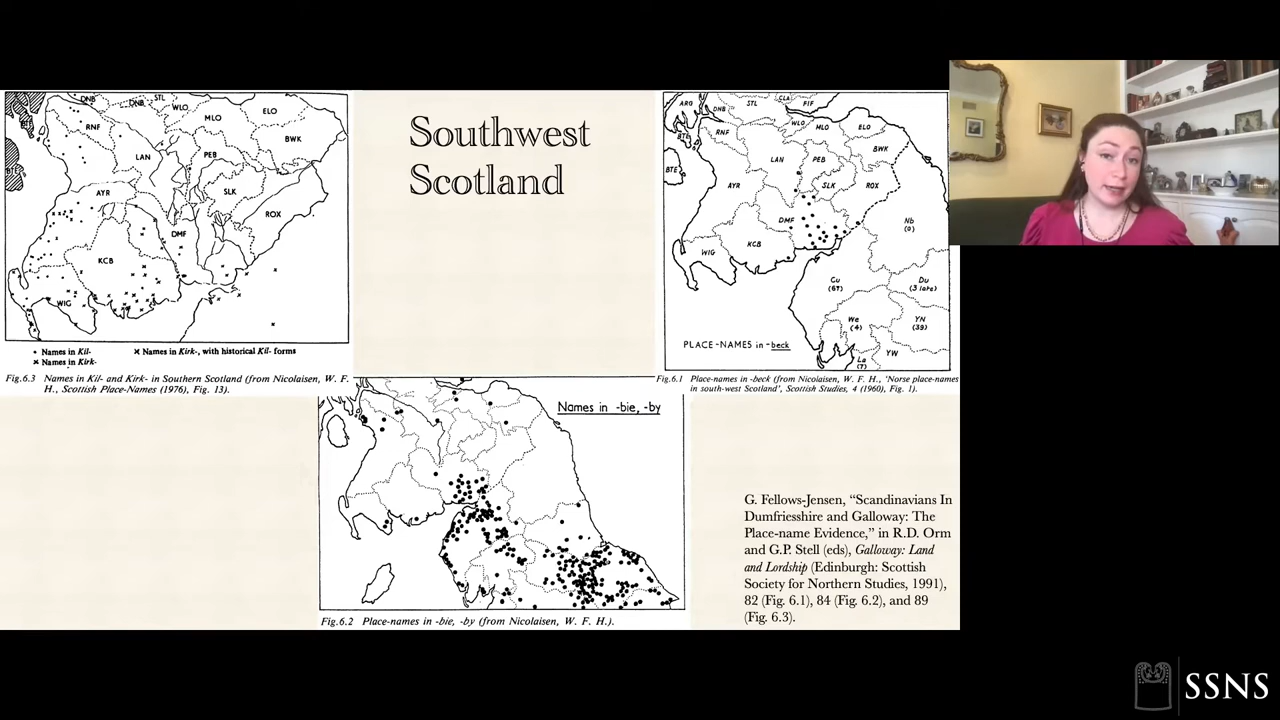 Southwest
Scotland
DNB
DNB
STL
WLO
ELO
RNF
MLO
BWK
LAN
PEB
AYR
SLK
ROX
DMF
KCB
WIG
• Names in Kil-
× Names in Kirk-, with historical Kil- forms
× Names in Kirk-
Fig.6.3 Names in Kil- and Kirk- in Southern Scotland (from Nicolaisen, W. F.
H., Scottish Place-Names (1976), Fig. 13).
ARG
DNB
STL
CLA
FIF
BTE
RNF
WLO
MLO
ELO
BWK
LAN
PEB
BTE
AYR
SLK
ROX
DMF
Nb
(0)
WIG
KCB
Cu
(67)
Du
(3 late)
We
(4)
YN
(39)
PLACE-NAMES in -beck
La
(7)
YW
Fig.6.1 Place-names in -beck (from Nicolaisen, W. F. H., 'Norse place-names
in south-west Scotland', Scottish Studies, 4 (1960), Fig. 1).
Names in -bie, -by
Fig.6.2 Place-names in -bie, -by (from Nicolaisen, W. F. H.).
G. Fellows-Jensen, “Scandinavians In
Dumfriesshire and Galloway: The
Place-name Evidence,” in R.D. Orm
and G.P. Stell (eds), Galloway: Land
and Lordship (Edinburgh: Scottish
Society for Northern Studies, 1991),
82 (Fig. 6.1), 84 (Fig. 6.2), and 89
(Fig. 6.3).
SSNS